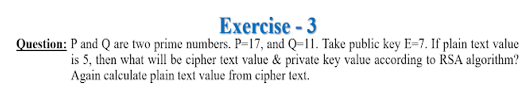 Exercise - 3
Question: P and Q are two prime numbers. P=17, and Q=11. Take public key E=7. If plain text value
is 5, then what will be cipher text value & private key value according to RSA algorithm?
Again calculate plain text value from cipher text.